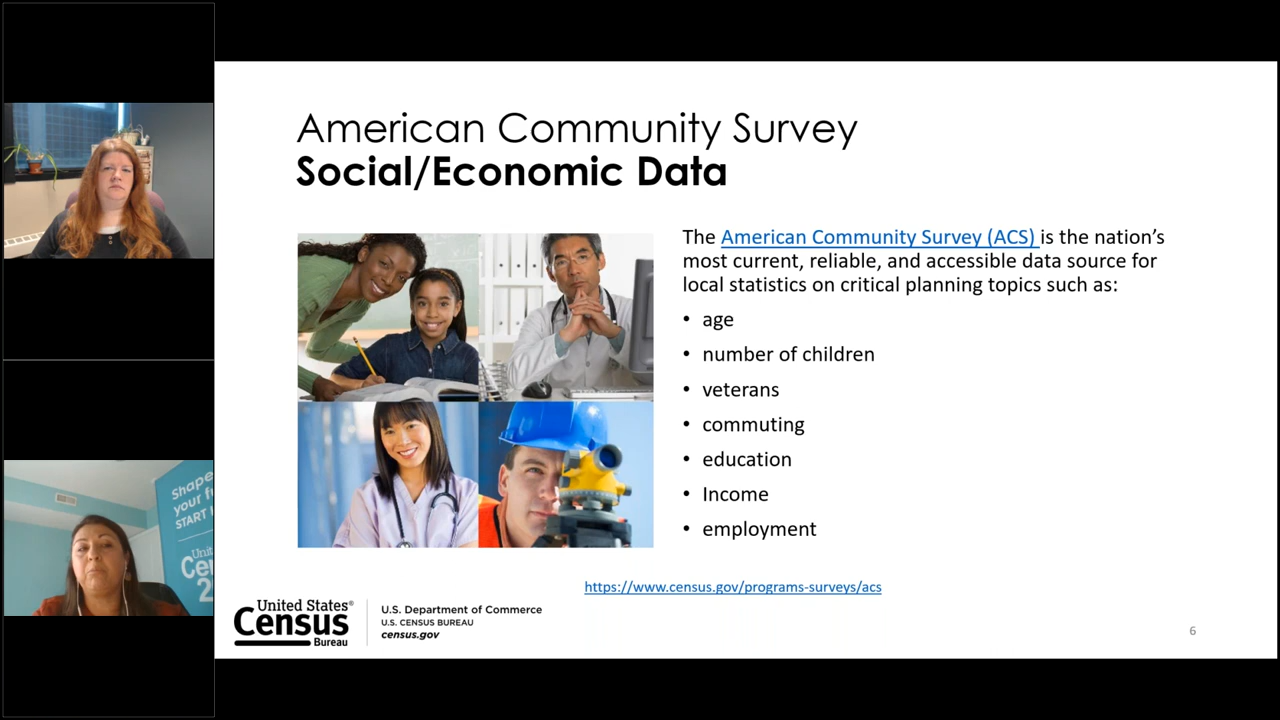 American Community Survey
Social/Economic Data
The American Community Survey (ACS) is the nation's
most current, reliable, and accessible data source for
local statistics on critical planning topics such as:
• age
• number of children
• veterans
• commuting
• education
• Income
• employment
https://www.census.gov/programs-surveys/acs
United States®
Census
Bureau
U.S. Department of Commerce
U.S. CENSUS BUREAU
census.gov
6
Shape
your
START